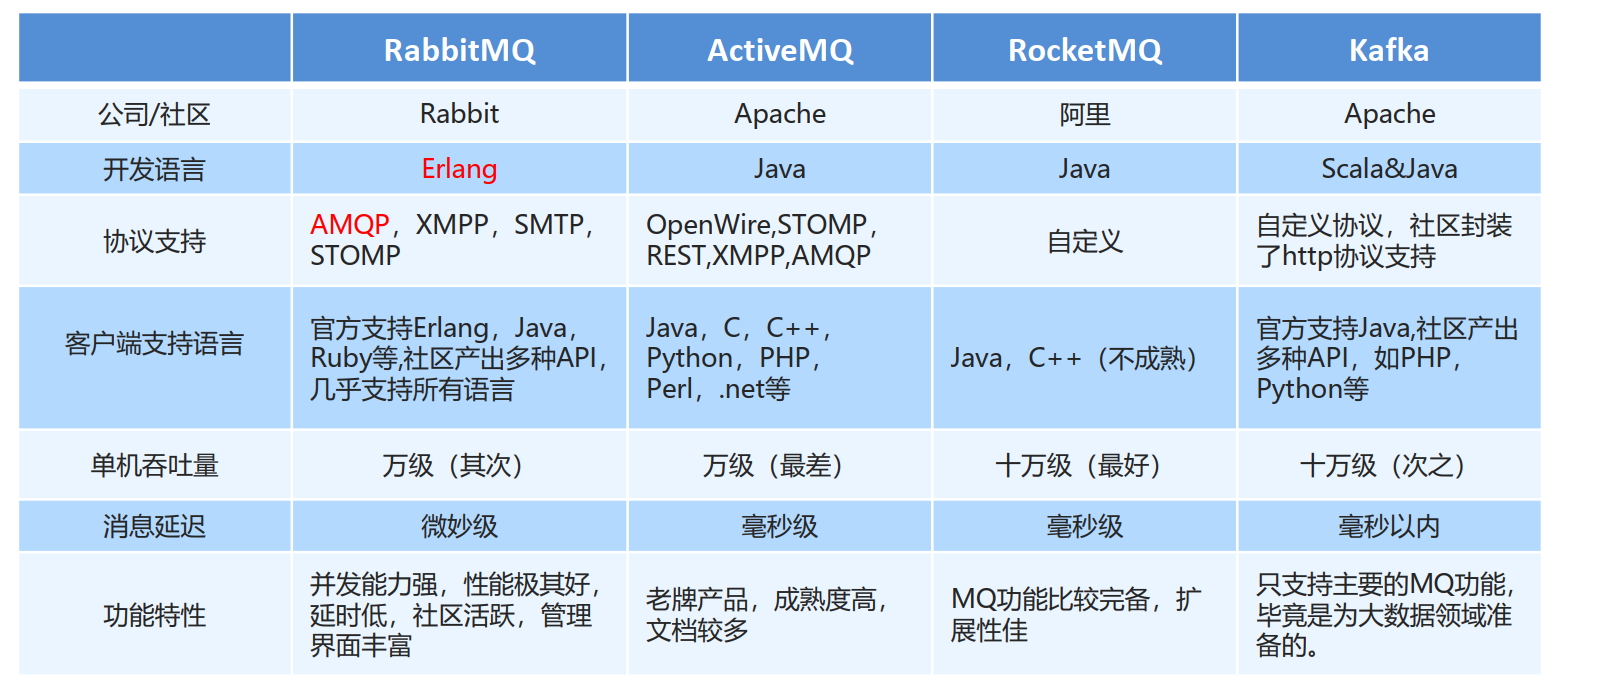 RabbitMQ
ActiveMQ
RocketMQ
Kafka
公司/社区
Rabbit
Apache
阿里
Apache
开发语言
Erlang
Java
Java
Scala&Java
协议支持
AMQP，XMPP，SMTP，
STOMP
OpenWire,STOMP，
REST,XMPP,AMQP
自定义
自定义协议，社区封装
了http协议支持
客户端支持语言
官方支持Erlang，Java，
Ruby等,社区产出多种API，
几乎支持所有语言
Java，C，C++，
Python，PHP，
Perl，.net等
Java，C++（不成熟）
官方支持Java,社区产出
多种API，如PHP，
Python等
单机吞吐量
万级（其次）
万级（最差）
十万级（最好）
十万级（次之）
消息延迟
微妙级
毫秒级
毫秒级
毫秒以内
功能特性
并发能力强，性能极其好，
延时低，社区活跃，管理
界面丰富
老牌产品，成熟度高，
文档较多
MQ功能比较完备，扩
展性佳
只支持主要的MQ功能，
毕竟是为大数据领域准
备的。